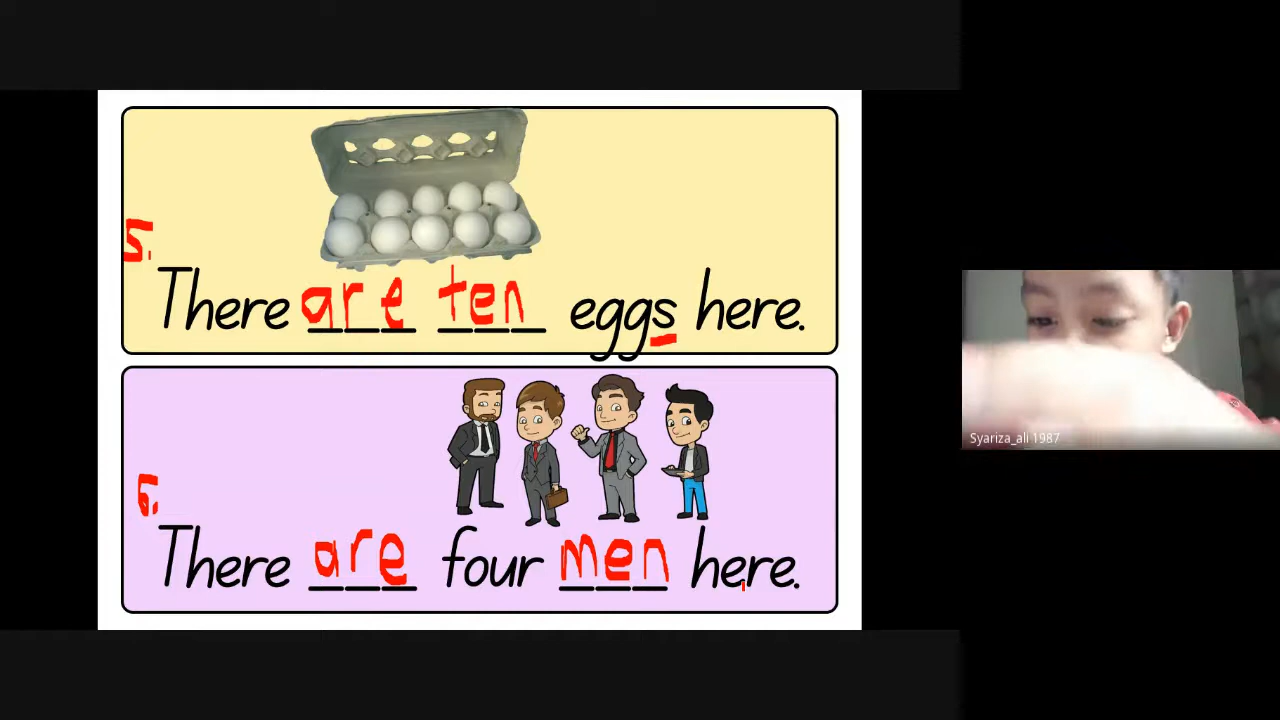 5.
There are ten eggs here.
6.
There are four men here.
Syariza_ali 1987